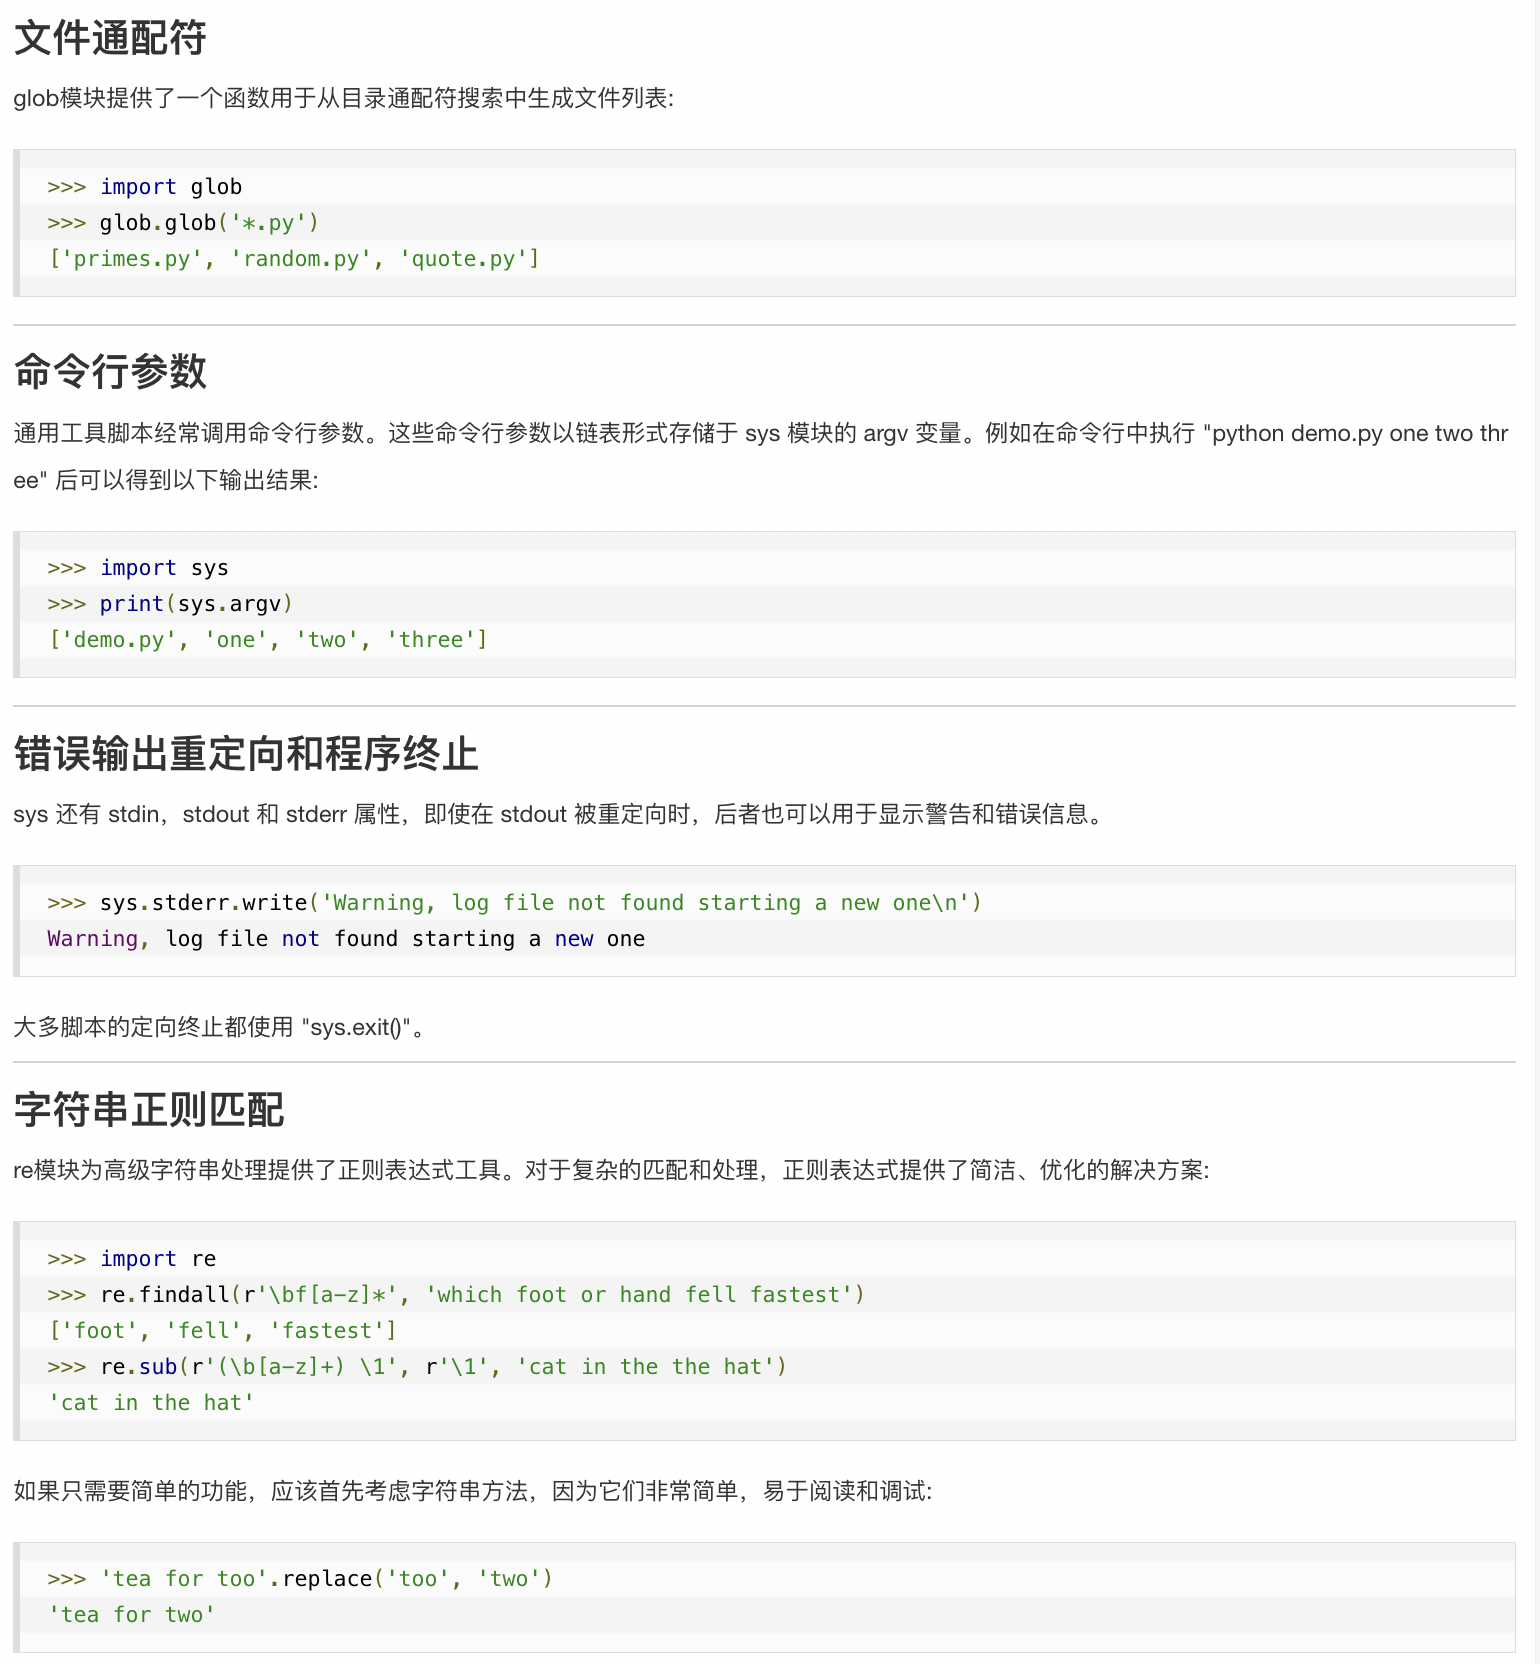 文件通配符
glob模块提供了一个函数用于从目录通配符搜索中生成文件列表:
>>> import glob
>>> glob.glob('*.py')
['primes.py', 'random.py', 'quote.py']
命令行参数
通用工具脚本经常调用命令行参数。这些命令行参数以链表形式存储于 sys 模块的 argv 变量。例如在命令行中执行 "python demo.py one two thr
ee" 后可以得到以下输出结果:
>>> import sys
>>> print(sys.argv)
['demo.py', 'one', 'two', 'three']
错误输出重定向和程序终止
sys 还有 stdin，stdout 和 stderr 属性，即使在 stdout 被重定向时，后者也可以用于显示警告和错误信息。
>>> sys.stderr.write('Warning, log file not found starting a new one\n')
Warning, log file not found starting a new one
大多脚本的定向终止都使用 "sys.exit()"。
字符串正则匹配
re模块为高级字符串处理提供了正则表达式工具。对于复杂的匹配和处理，正则表达式提供了简洁、优化的解决方案:
>>> import re
>>> re.findall(r'\bf[a-z]*', 'which foot or hand fell fastest')
['foot', 'fell', 'fastest']
>>> re.sub(r'(\b[a-z]+) \1', r'\1', 'cat in the the hat')
'cat in the hat'
如果只需要简单的功能，应该首先考虑字符串方法，因为它们非常简单，易于阅读和调试:
>>> 'tea for too'.replace('too', 'two')
'tea for two'